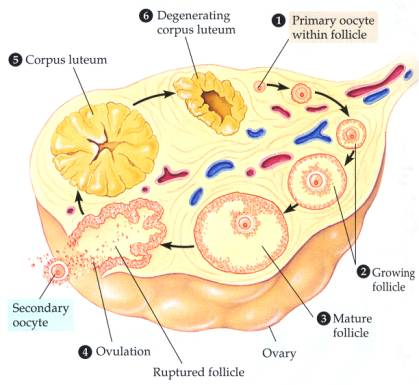 6 Degenerating
corpus luteum
1 Primary oocyte
within follicle
5 Corpus luteum
2 Growing
follicle
Secondary
oocyte
3 Mature
follicle
4 Ovulation
Ovary
Ruptured follicle